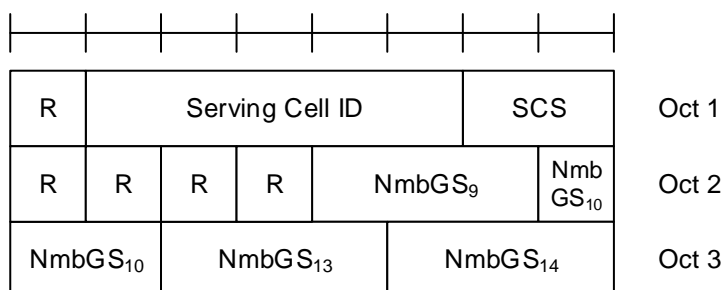 R Serving Cell ID SCS Oct 1
R R R R NmbGS₉ Nmb GS₁₀ Oct 2
NmbGS₁₀ NmbGS₁₃ NmbGS₁₄ Oct 3